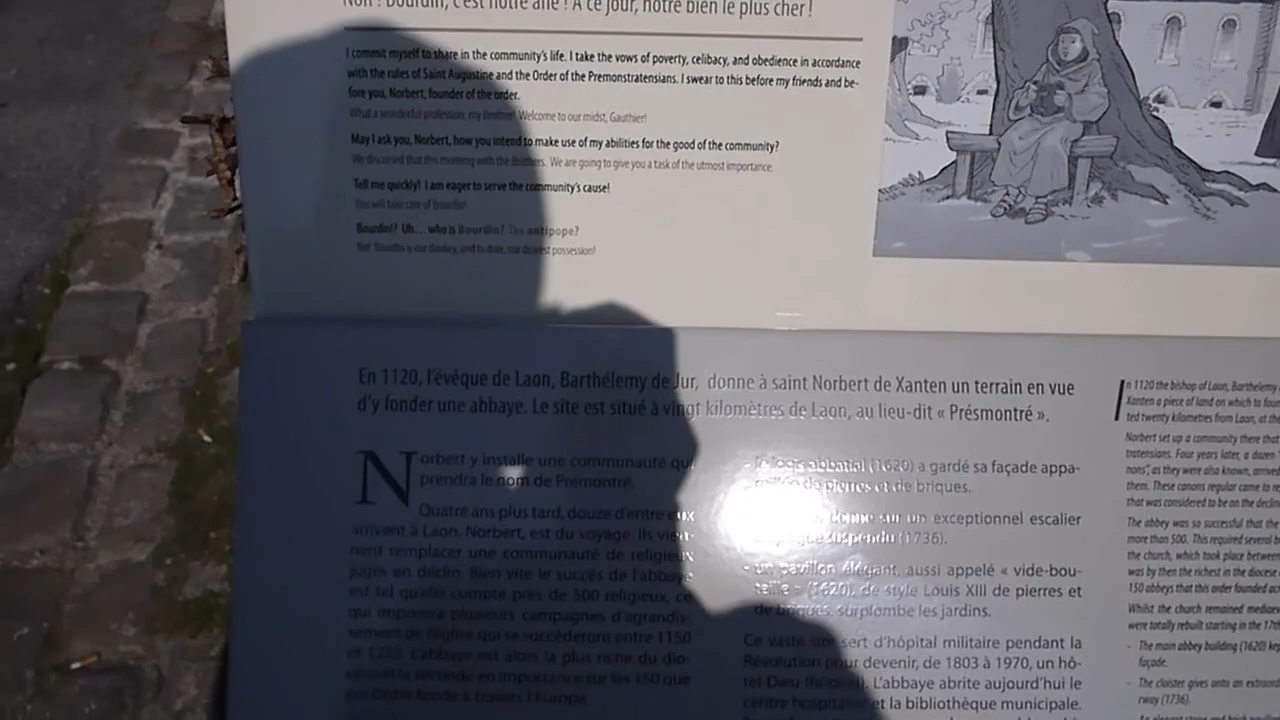 Non ! Bourdin, c'est notre âne ! À ce jour, notre bien le plus cher !
I commit myself to share in the community's life. I take the vows of poverty, celibacy, and obedience in accordance
with the rules of Saint Augustine and the Order of the Premonstratensians. I swear to this before my friends and be-
fore you, Norbert, founder of the order.
What a wonderful profession, my Brother! Welcome to our midst, Gauthier!
May I ask you, Norbert, how you intend to make use of my abilities for the good of the community?
We discussed that this morning with the Brothers. We are going to give you a task of the utmost importance.
Tell me quickly! I am eager to serve the community's cause!
You will take care of Bourdin!
Bourdin!? Uh... who is Bourdin? The antipope?
No! Bourdin is our donkey, and to date, our dearest possession!
En 1120, l'évêque de Laon, Barthélemy de Jur, donne à saint Norbert de Xanten un terrain en vue
d'y fonder une abbaye. Le site est situé à vingt kilomètres de Laon, au lieu-dit « Présmontré ».
Norbert y installe une communauté qui
prendra le nom de Prémontré.
Quatre ans plus tard, douze d'entre eux
arrivent à Laon. Norbert, est du voyage. Ils vien-
nent remplacer une communauté de religieux
jugés en déclin. Bien vite le succès de l'abbaye
est tel qu'elle compte près de 500 religieux, ce
qui imposera plusieurs campagnes d'agrandis-
sement de l'église qui se succèderont entre 1150
et L'abbaye est alors la plus riche du dio-
la seconde en importance sur les 150 que
Ordre fonde à travers l'Europe.
- le logis abbatial (1620) a gardé sa façade appa-
de pierres et de briques.
donne sur un exceptionnel escalier
suspendu (1736).
- un pavillon élégant, aussi appelé « vide-bou-
teille » (1620), de style Louis XIII de pierres et
de briques, surplombe les jardins.
Ce vaste site sert d'hôpital militaire pendant la
Révolution pour devenir, de 1803 à 1970, un hô-
tel Dieu (hôpital). L'abbaye abrite aujourd'hui le
centre hospitalier et la bibliothèque municipale.
In 1120 the bishop of Laon, Barthelemy
Xanten a piece of land on which to foun
ted twenty kilometres from Laon, at the
Norbert set up a community there that
tratensians. Four years later, a dozen
nons", as they were also known, arrived
them. These canons regular came to re
that was considered to be on the declin
The abbey was so successful that the
more than 500. This required several b
the church, which took place between
was by then the richest in the diocese
150 abbeys that this order founded ac
Whilst the church remained mediev
were totally rebuilt starting in the 17th
- The main abbey building (1620) kep
façade.
- The cloister gives onto an extraord
rway (1736).
- An elegant stone and brick pavilion